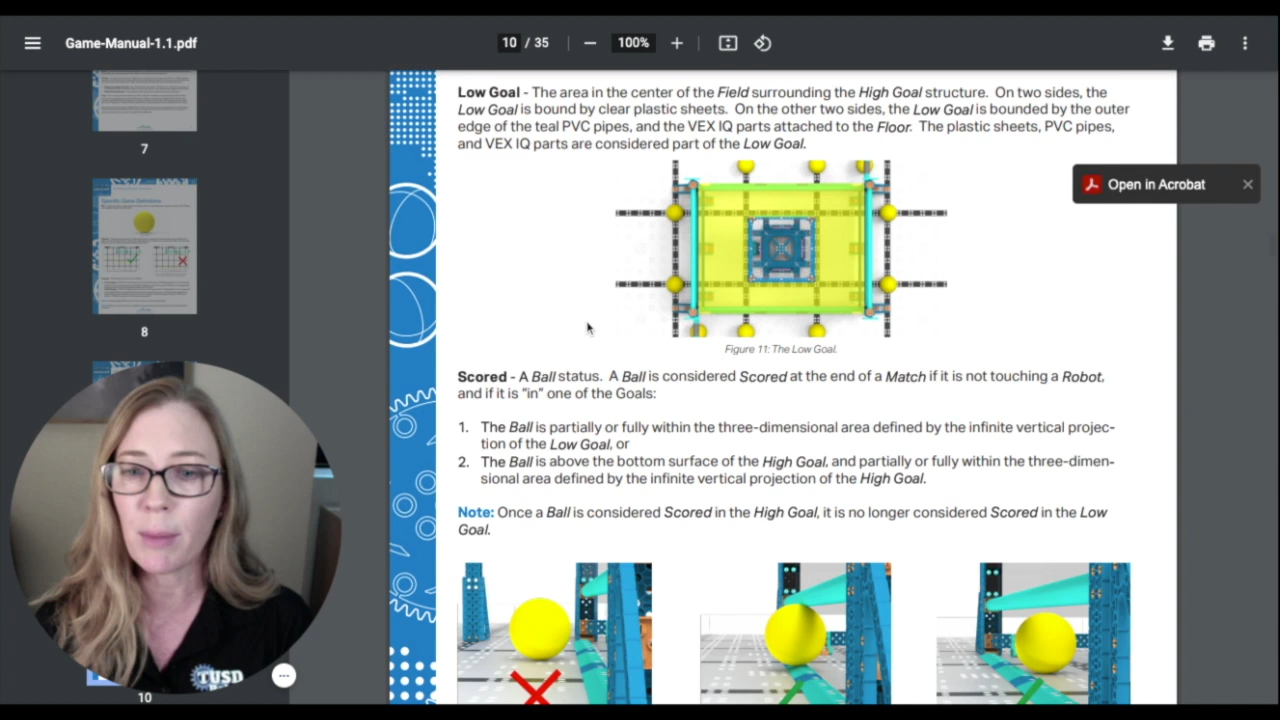 Game-Manual-1.1.pdf
10 / 35
100%
Low Goal - The area in the center of the Field surrounding the High Goal structure. On two sides, the
Low Goal is bound by clear plastic sheets. On the other two sides, the Low Goal is bounded by the outer
edge of the teal PVC pipes, and the VEX IQ parts attached to the Floor. The plastic sheets, PVC pipes,
and VEX IQ parts are considered part of the Low Goal.
Open in Acrobat
7
8
Figure 11: The Low Goal.
Scored - A Ball status. A Ball is considered Scored at the end of a Match if it is not touching a Robot,
and if it is "in" one of the Goals:
1. The Ball is partially or fully within the three-dimensional area defined by the infinite vertical projec-
tion of the Low Goal, or
2. The Ball is above the bottom surface of the High Goal, and partially or fully within the three-dimen-
sional area defined by the infinite vertical projection of the High Goal.
Note: Once a Ball is considered Scored in the High Goal, it is no longer considered Scored in the Low
Goal.
TUSD
10